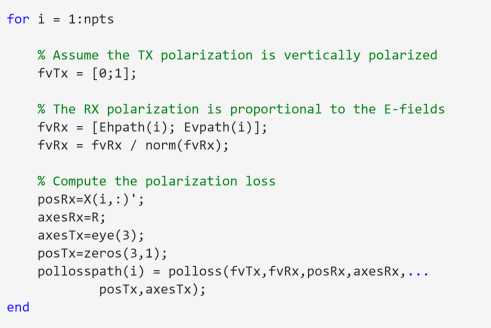 for i = 1:npts
% Assume the TX polarization is vertically polarized
fvTx = [0;1];
% The RX polarization is proportional to the E-fields
fvRx = [Ehpath(i); Evpath(i)];
fvRx = fvRx / norm(fvRx);
% Compute the polarization loss
posRx=X(i,:)';
axesRx=R;
axesTx=eye(3);
posTx=zeros(3,1);
pollosspath(i) = polloss(fvTx,fvRx,posRx,axesRx,...
posTx,axesTx);
end